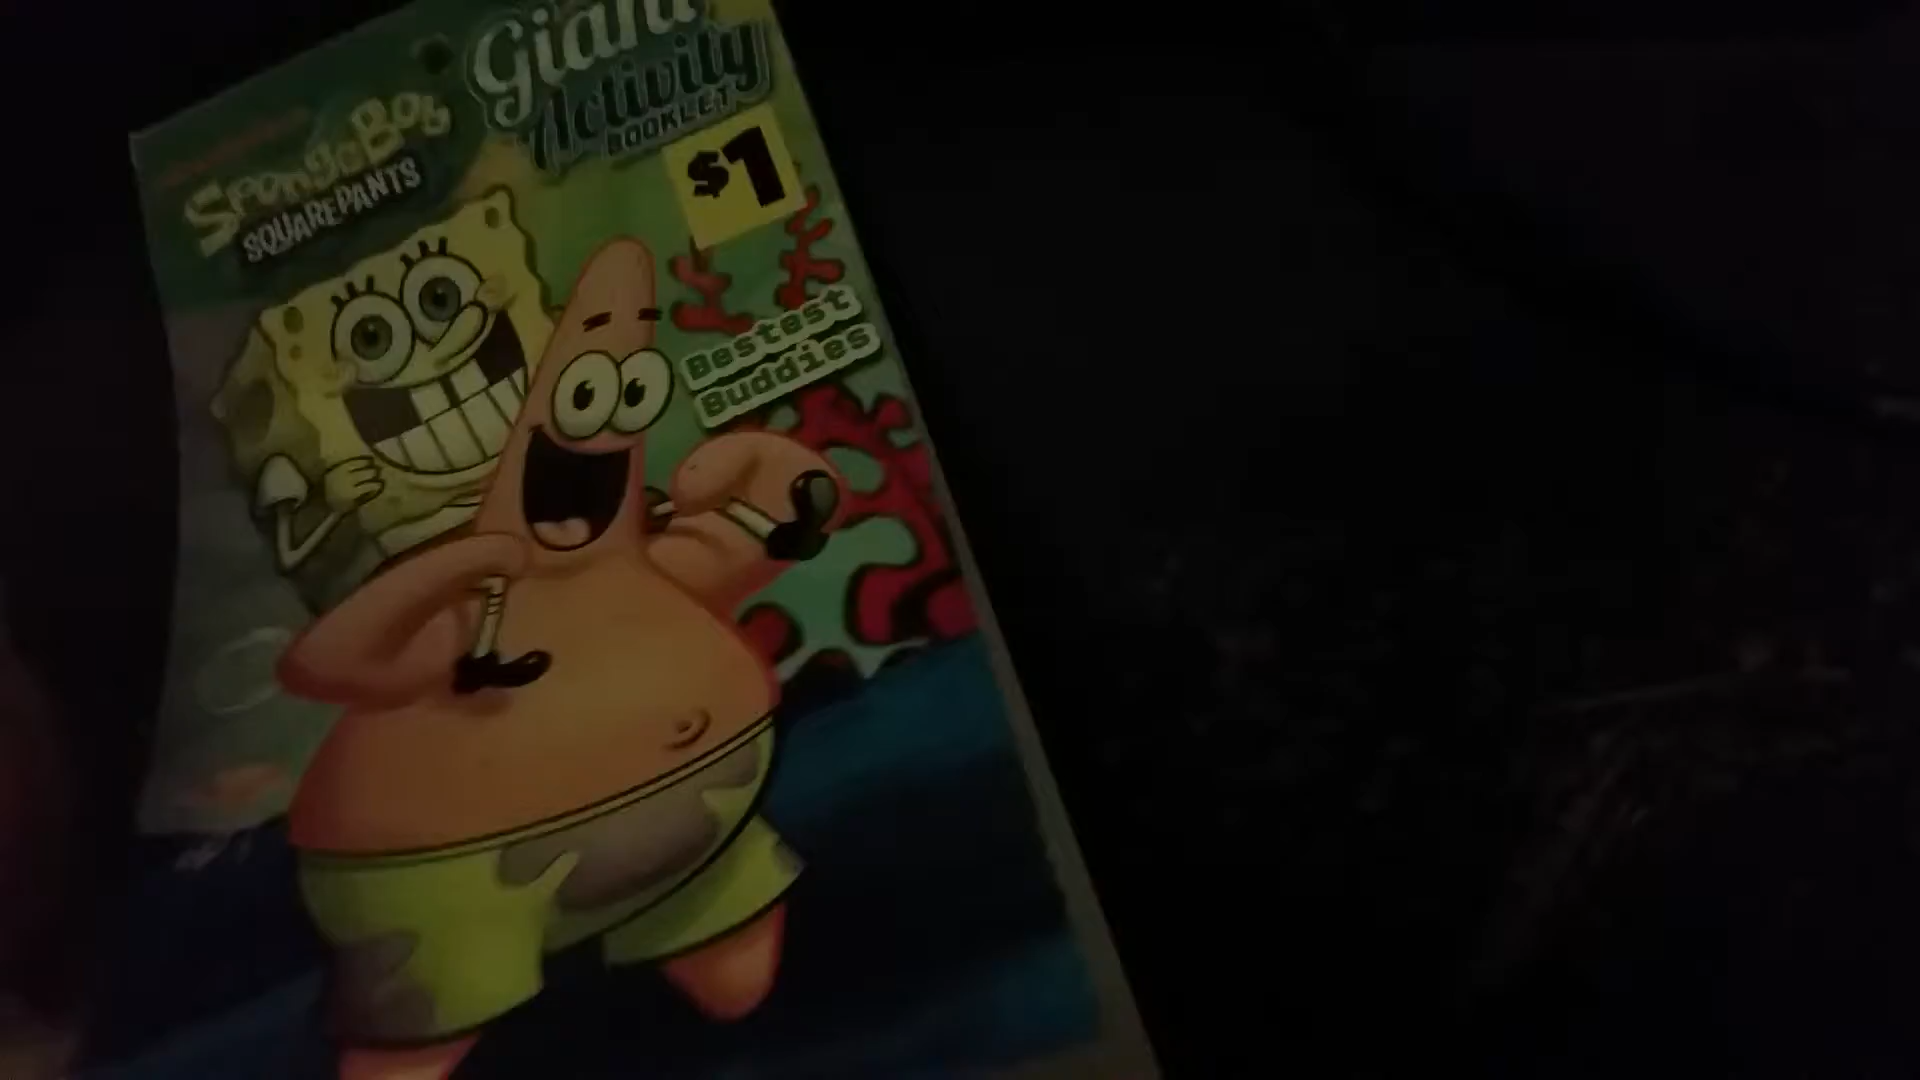 Giant
Activity
BOOKLET
$1
SpongeBob
SQUAREPANTS
Bestest
Buddies